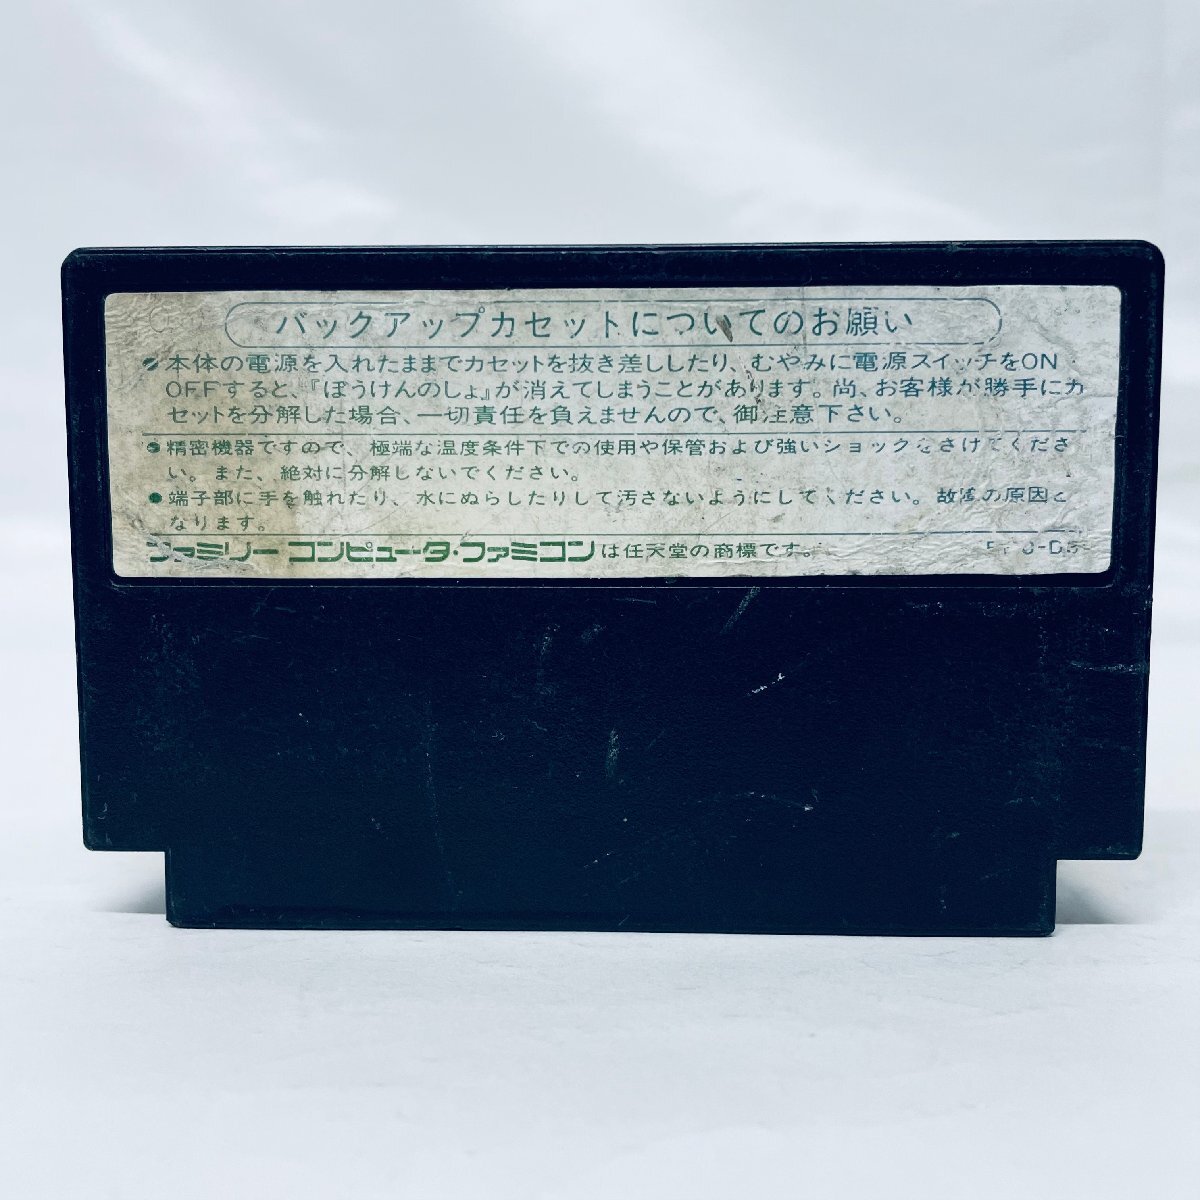 バックアップカセットについてのお願い
●本体の電源を入れたままでカセットを抜き差ししたり、むやみに電源スイッチをON
OFFすると、『ぼうけんのしょ』が消えてしまうことがあります。尚、お客様が勝手にカ
セットを分解した場合、一切責任を負えませんので、御注意下さい。
●精密機器ですので、極端な温度条件下での使用や保管および強いショックをさけてくださ
い。また、絶対に分解しないでください。
●端子部に手を触れたり、水にぬらしたりして汚さないようにしてください。故障の原因と
なります。
ファミリー コンピュータ・ファミコンは任天堂の商標です。